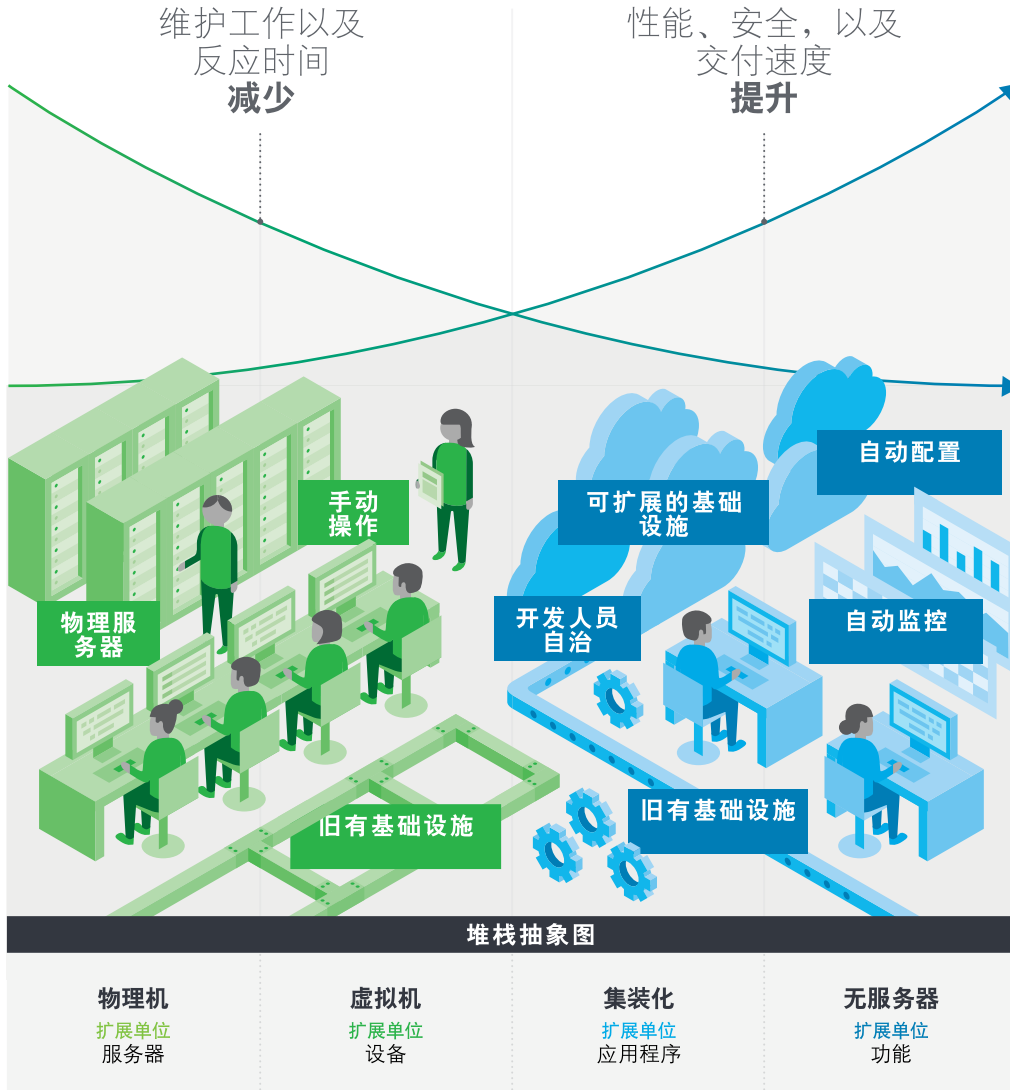 维护工作以及
反应时间
减少
性能、安全，以及
交付速度
提升
手动
操作
物理服
务器
旧有基础设施
自动配置
可扩展的基础
设施
开发人员
自治
自动监控
旧有基础设施
堆栈抽象图
物理机
扩展单位
服务器
虚拟机
扩展单位
设备
集装化
扩展单位
应用程序
无服务器
扩展单位
功能